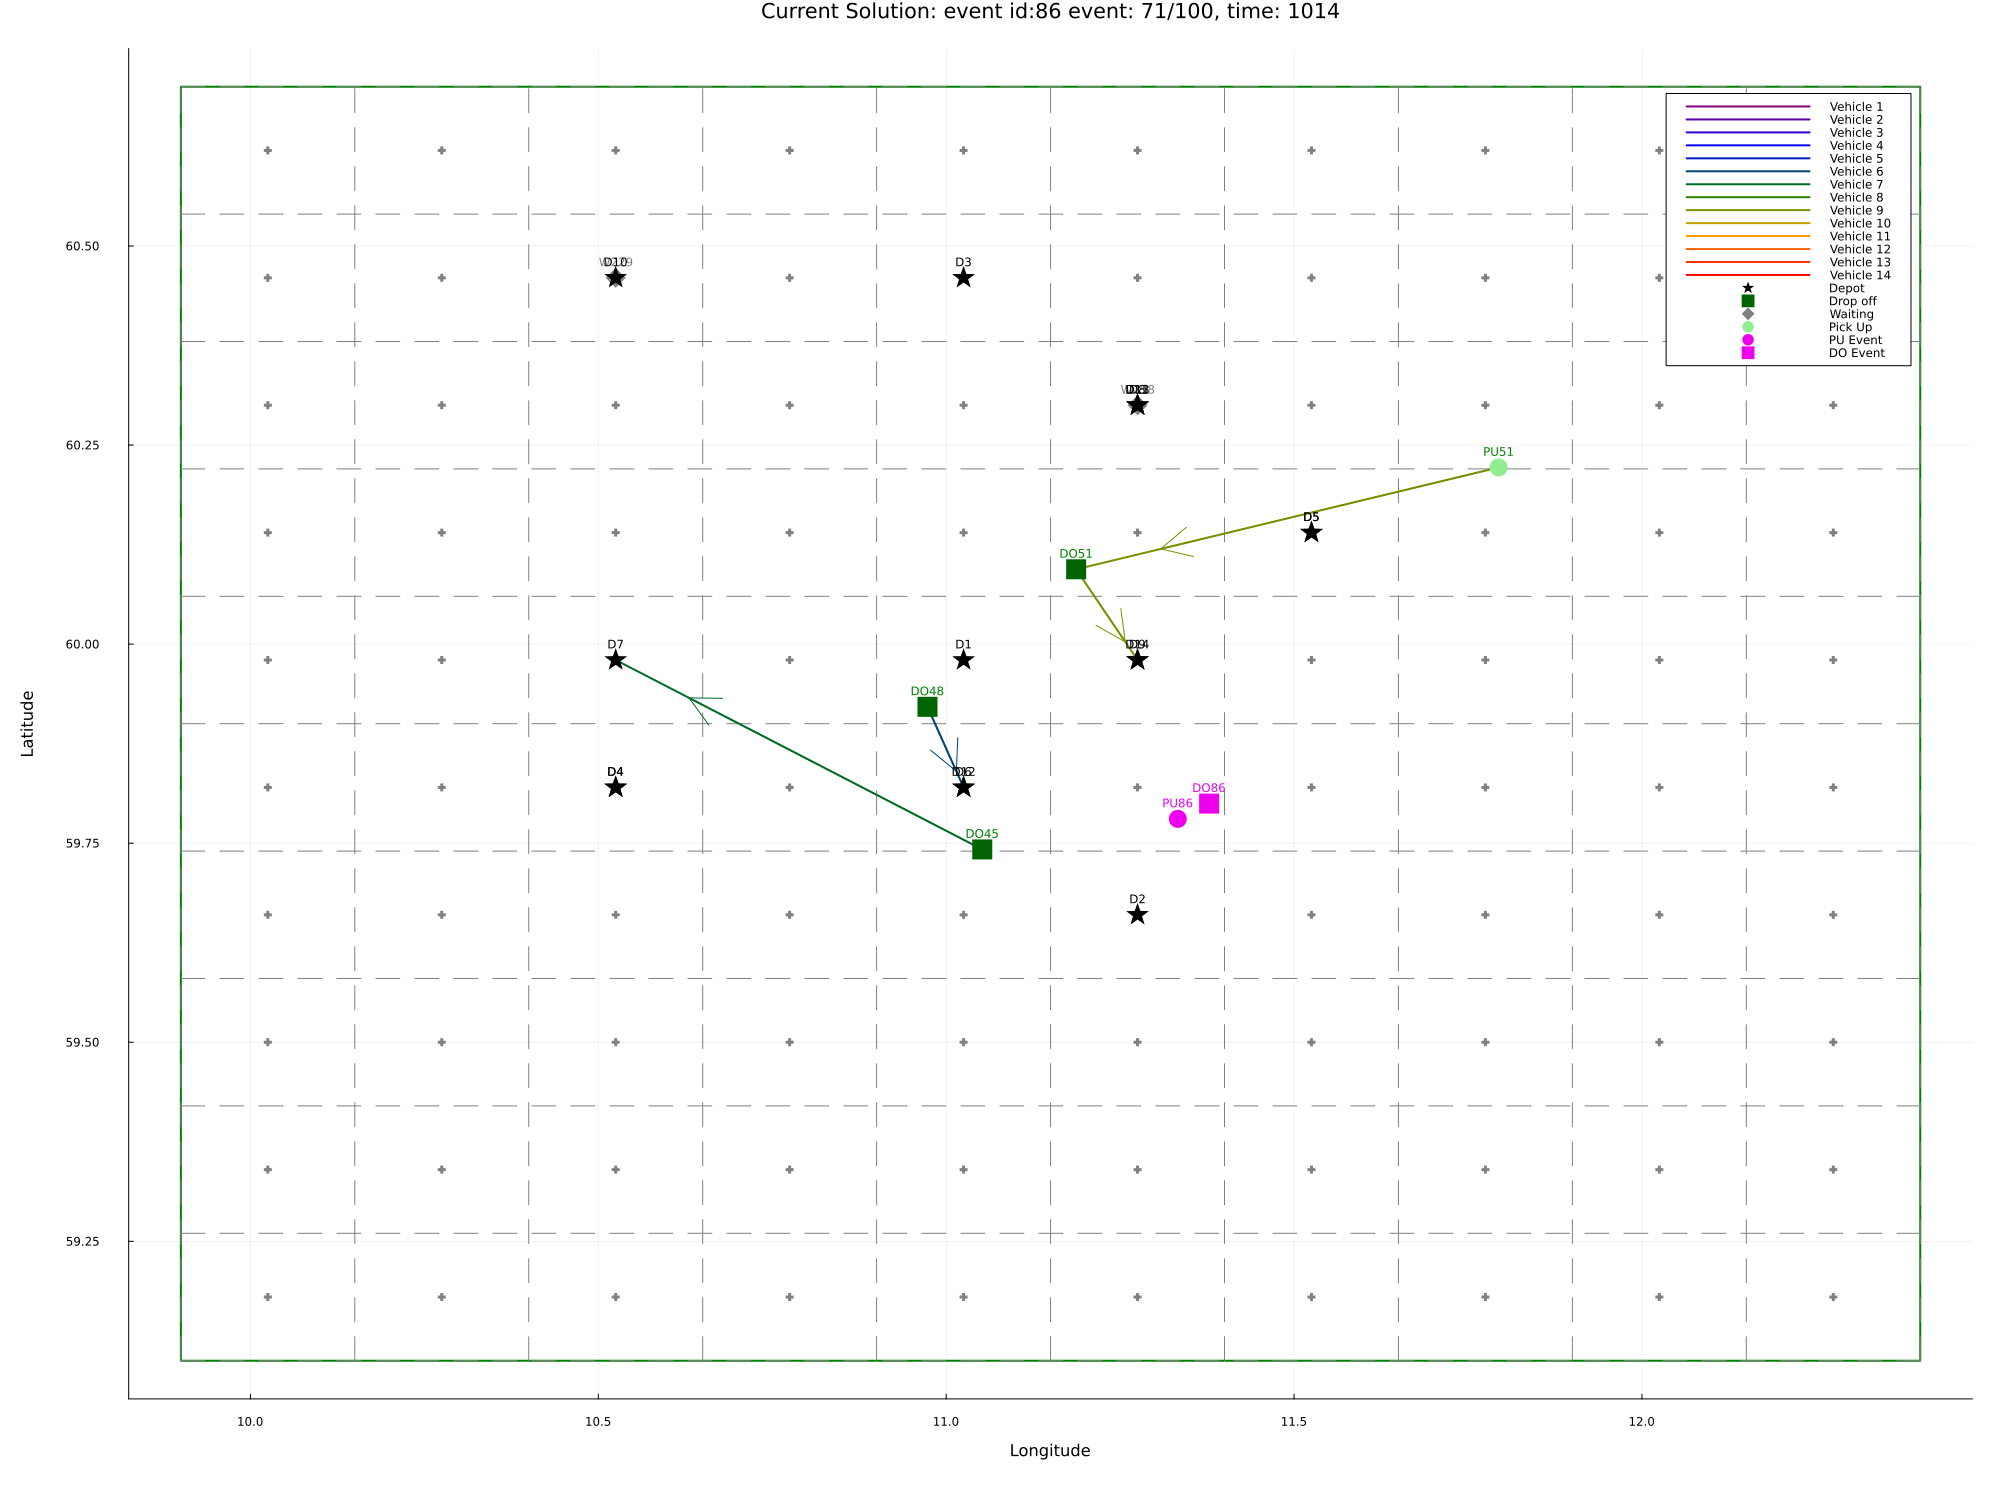 Current Solution: event id:86 event: 71/100, time: 1014
Vehicle 1
Vehicle 2
Vehicle 3
Vehicle 4
Vehicle 5
Vehicle 6
Vehicle 7
Vehicle 8
Vehicle 9
Vehicle 10
Vehicle 11
Vehicle 12
Vehicle 13
Vehicle 14
Depot
Drop off
Waiting
Pick Up
PU Event
DO Event
60.50
60.25
60.00
59.75
59.50
59.25
Latitude
D10
D3
PU51
D5
DO51
D7
D1
DO48
D4
DO86
PU86
DO45
D2
10.0
10.5
11.0
11.5
12.0
Longitude